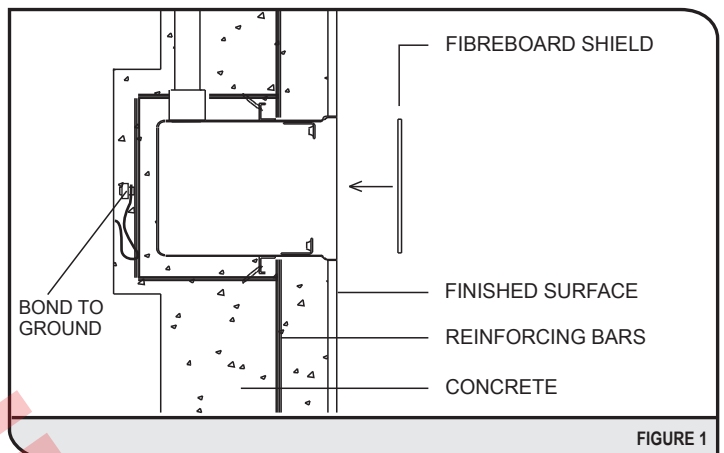 FIBREBOARD SHIELD
BOND TO
GROUND
FINISHED SURFACE
REINFORCING BARS
CONCRETE
FIGURE 1